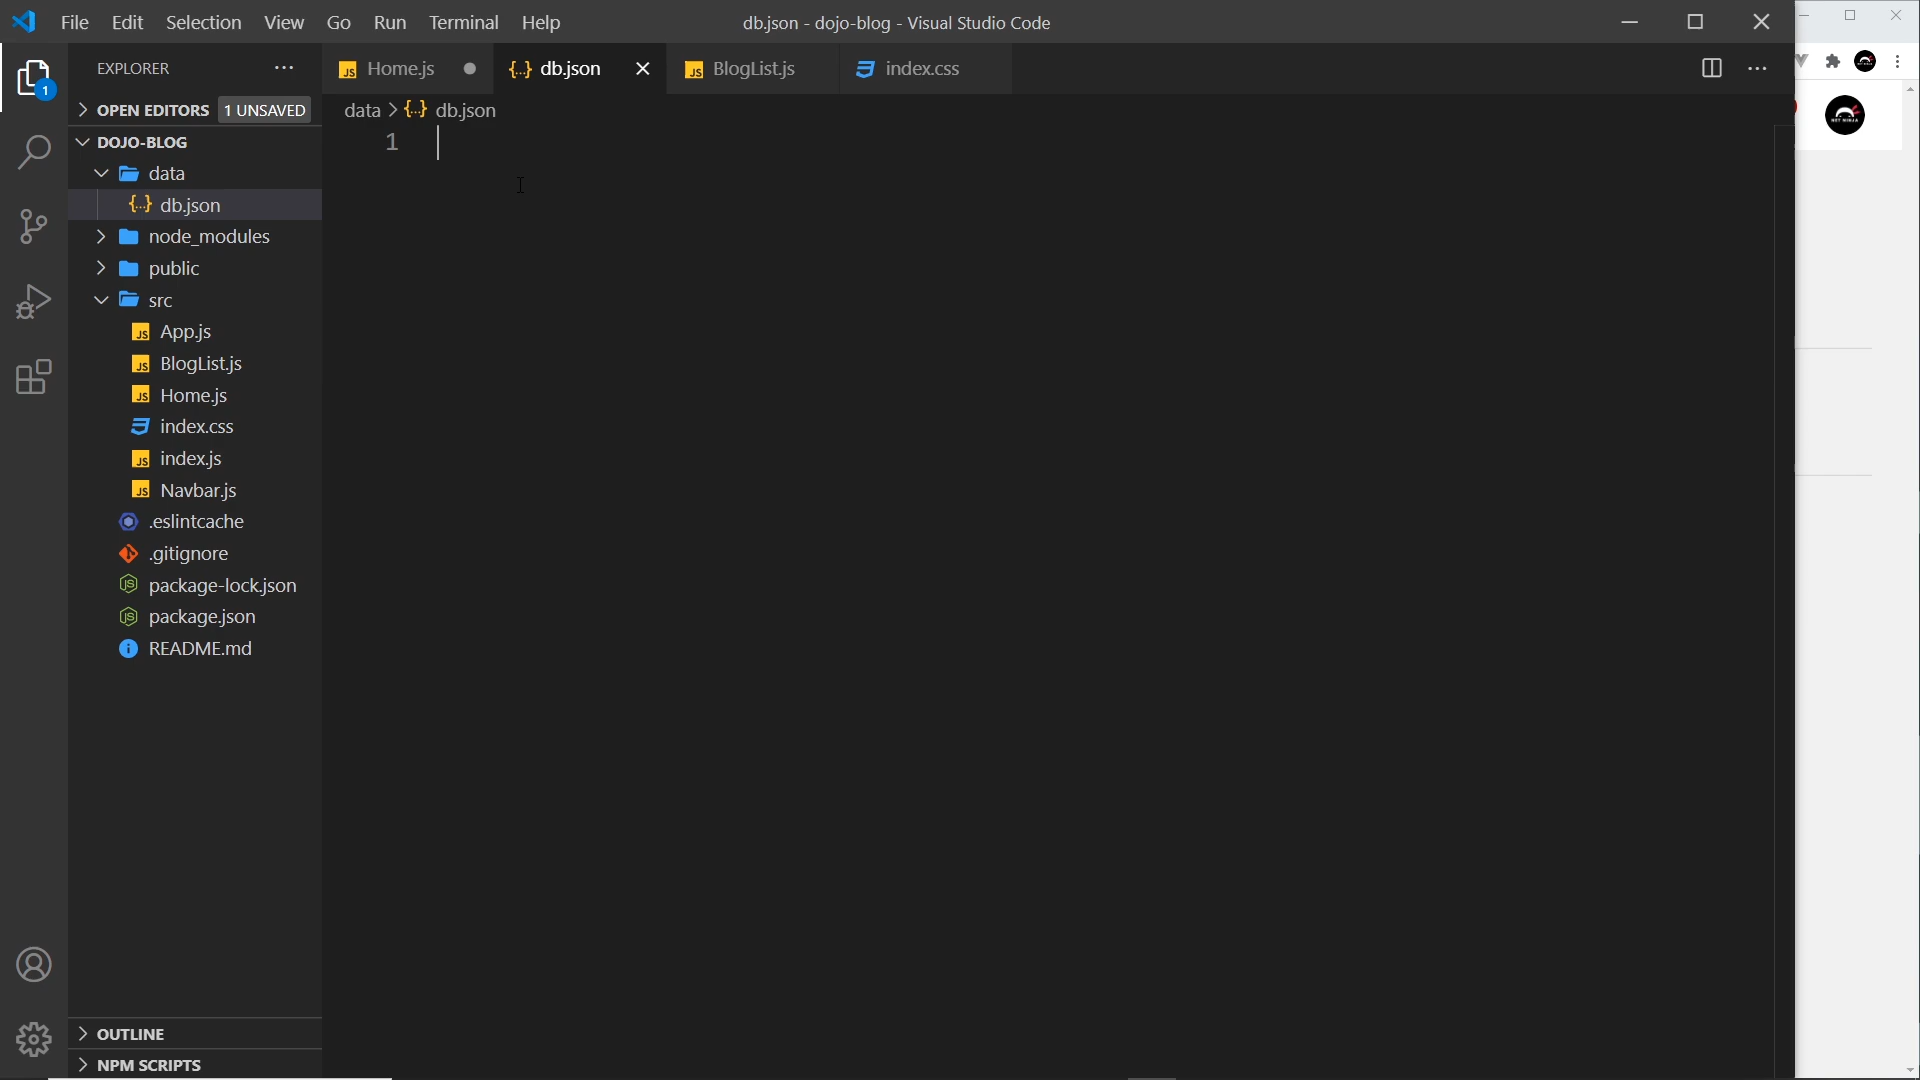 File Edit Selection View Go Run Terminal Help
db.json - dojo-blog - Visual Studio Code
EXPLORER
Home.js
db.json
BlogList.js
index.css
1
OPEN EDITORS 1 UNSAVED
data > db.json
DOJO-BLOG
1
data
db.json
node_modules
public
src
App.js
BlogList.js
Home.js
index.css
index.js
Navbar.js
.eslintcache
.gitignore
package-lock.json
package.json
README.md
OUTLINE
NPM SCRIPTS
NET NINJA